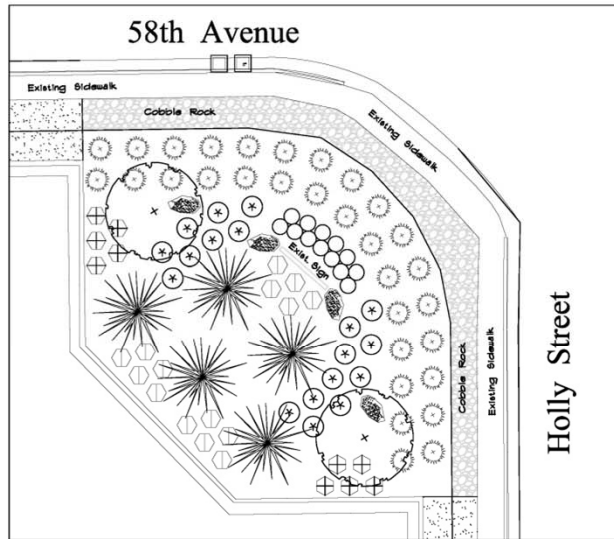 58th Avenue
Existing Sidewalk
Cobble Rock
Existing Sidewalk
Exist. Sign
Cobble Rock
Existing Sidewalk
Holly Street